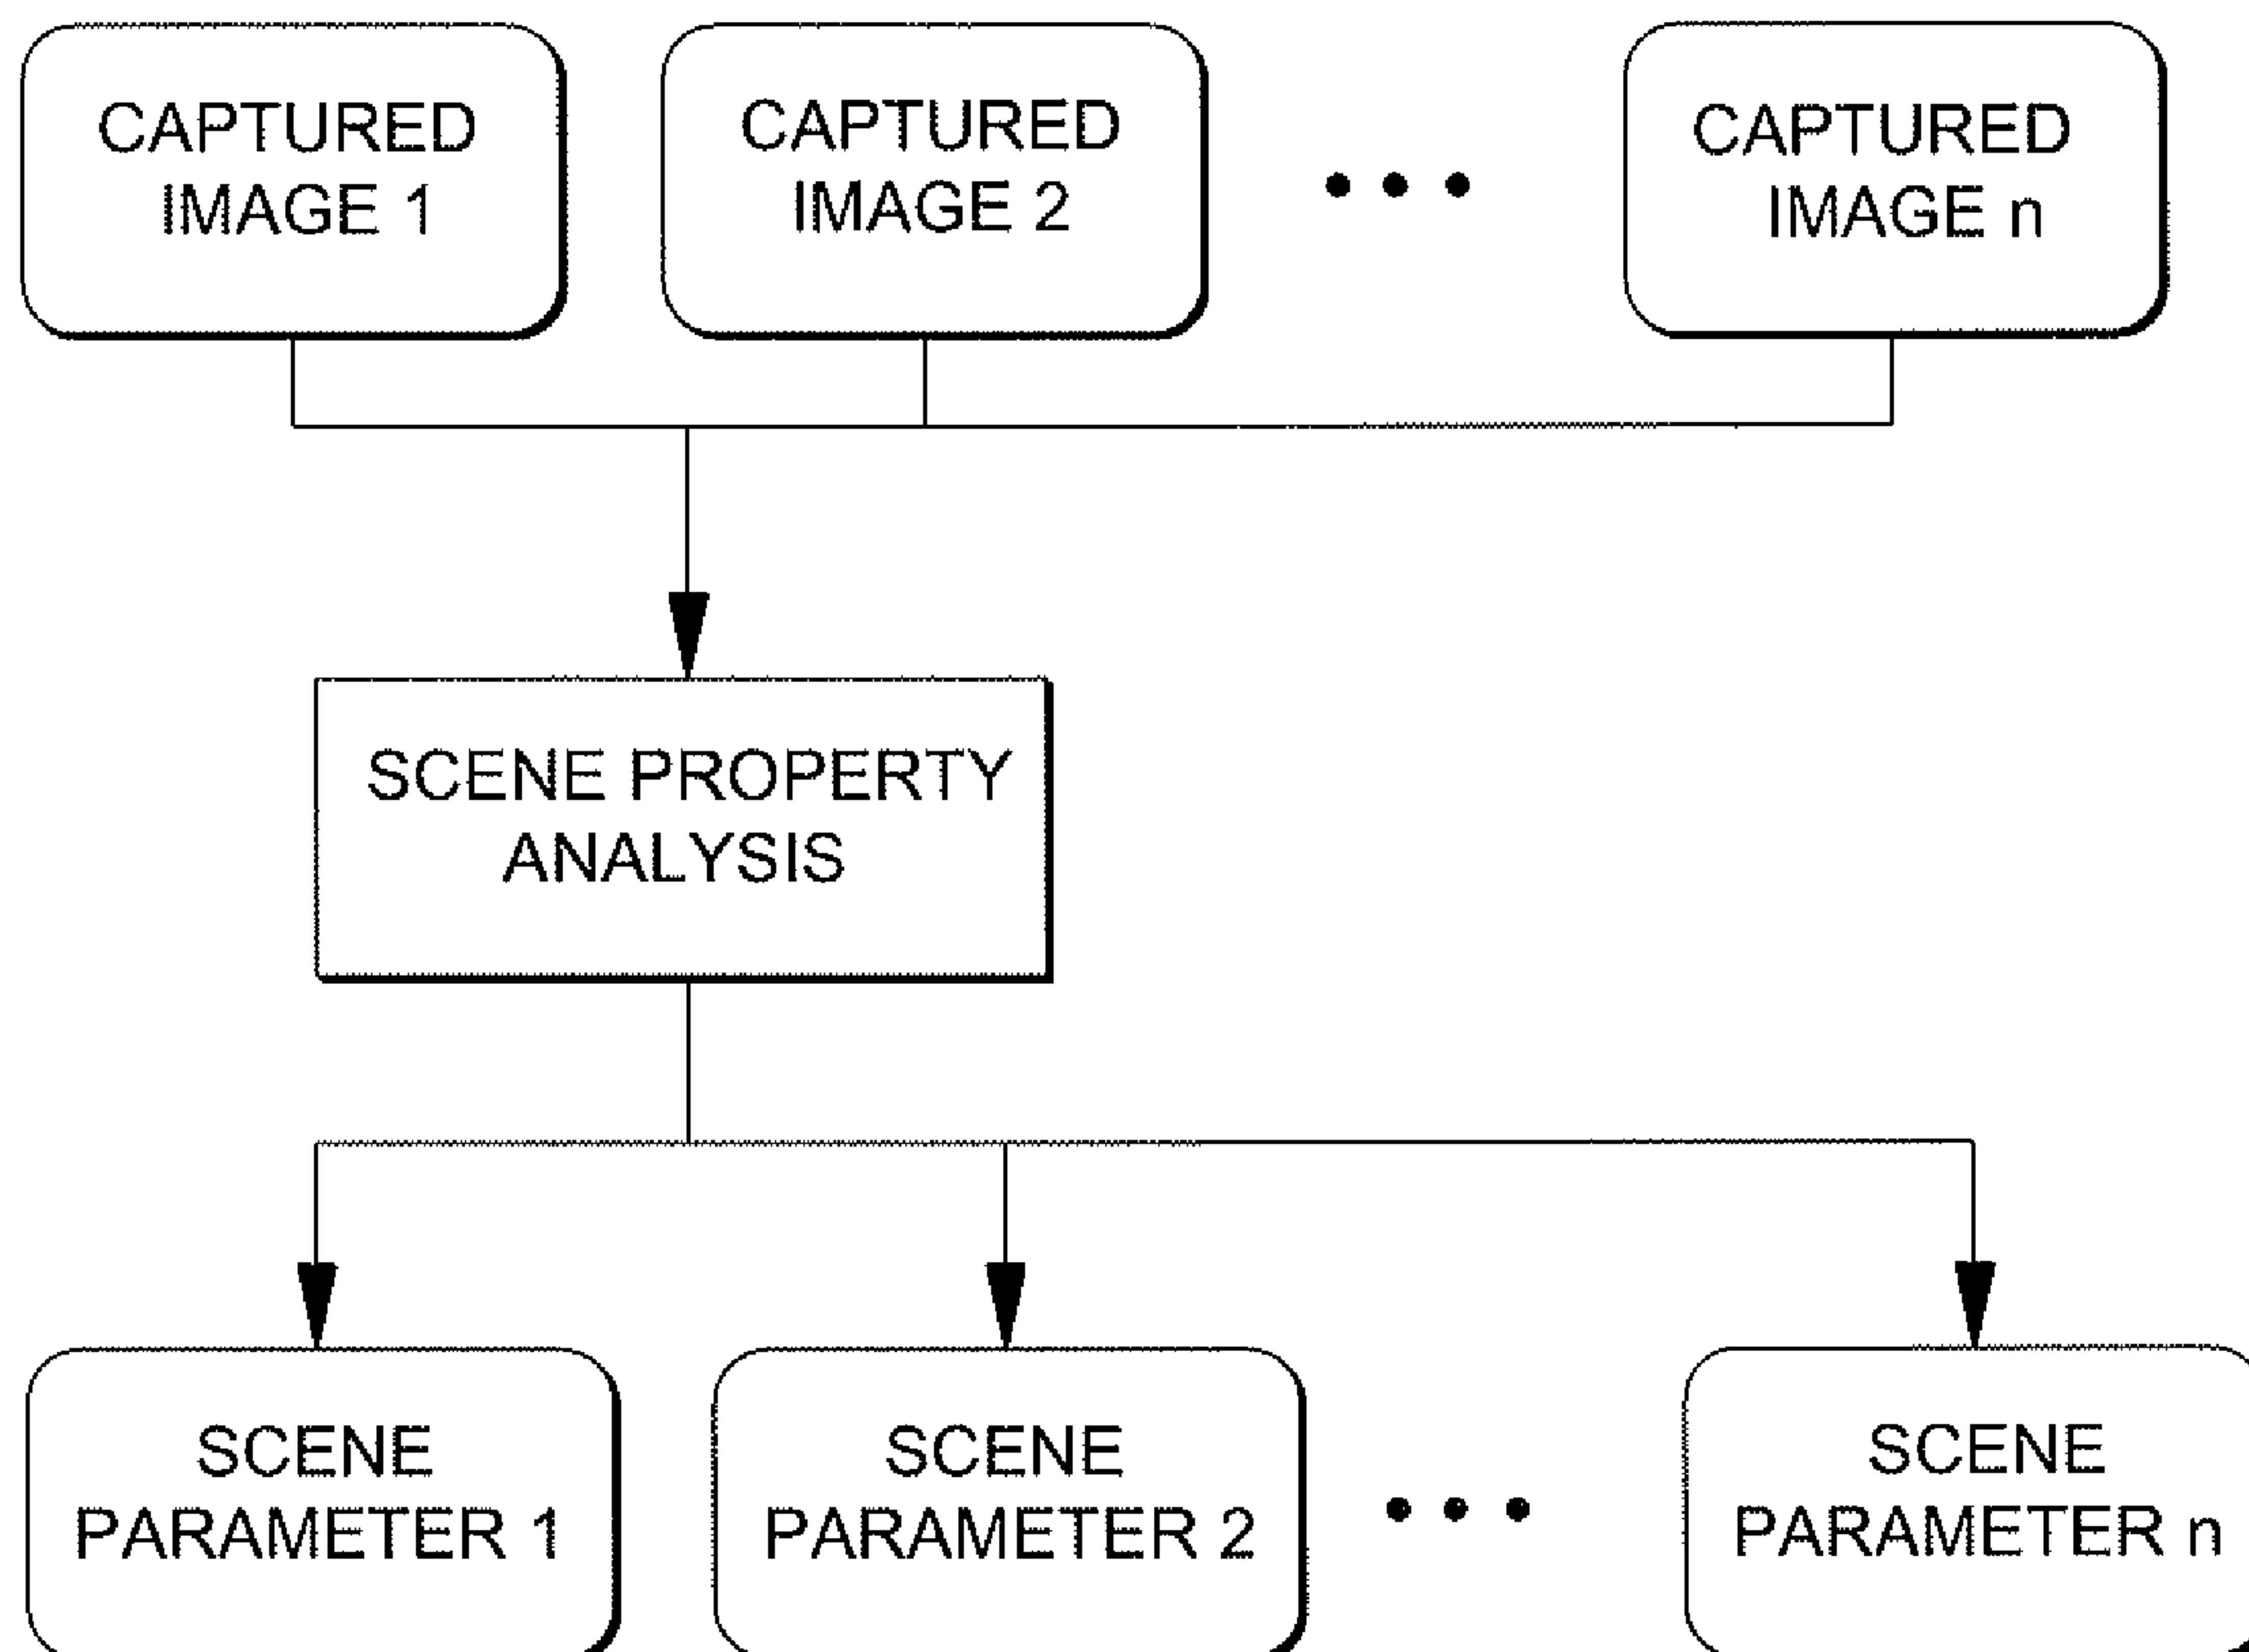 CAPTURED
IMAGE 1
CAPTURED
IMAGE 2
CAPTURED
IMAGE n
SCENE PROPERTY
ANALYSIS
SCENE
PARAMETER 1
SCENE
PARAMETER 2
SCENE
PARAMETER n